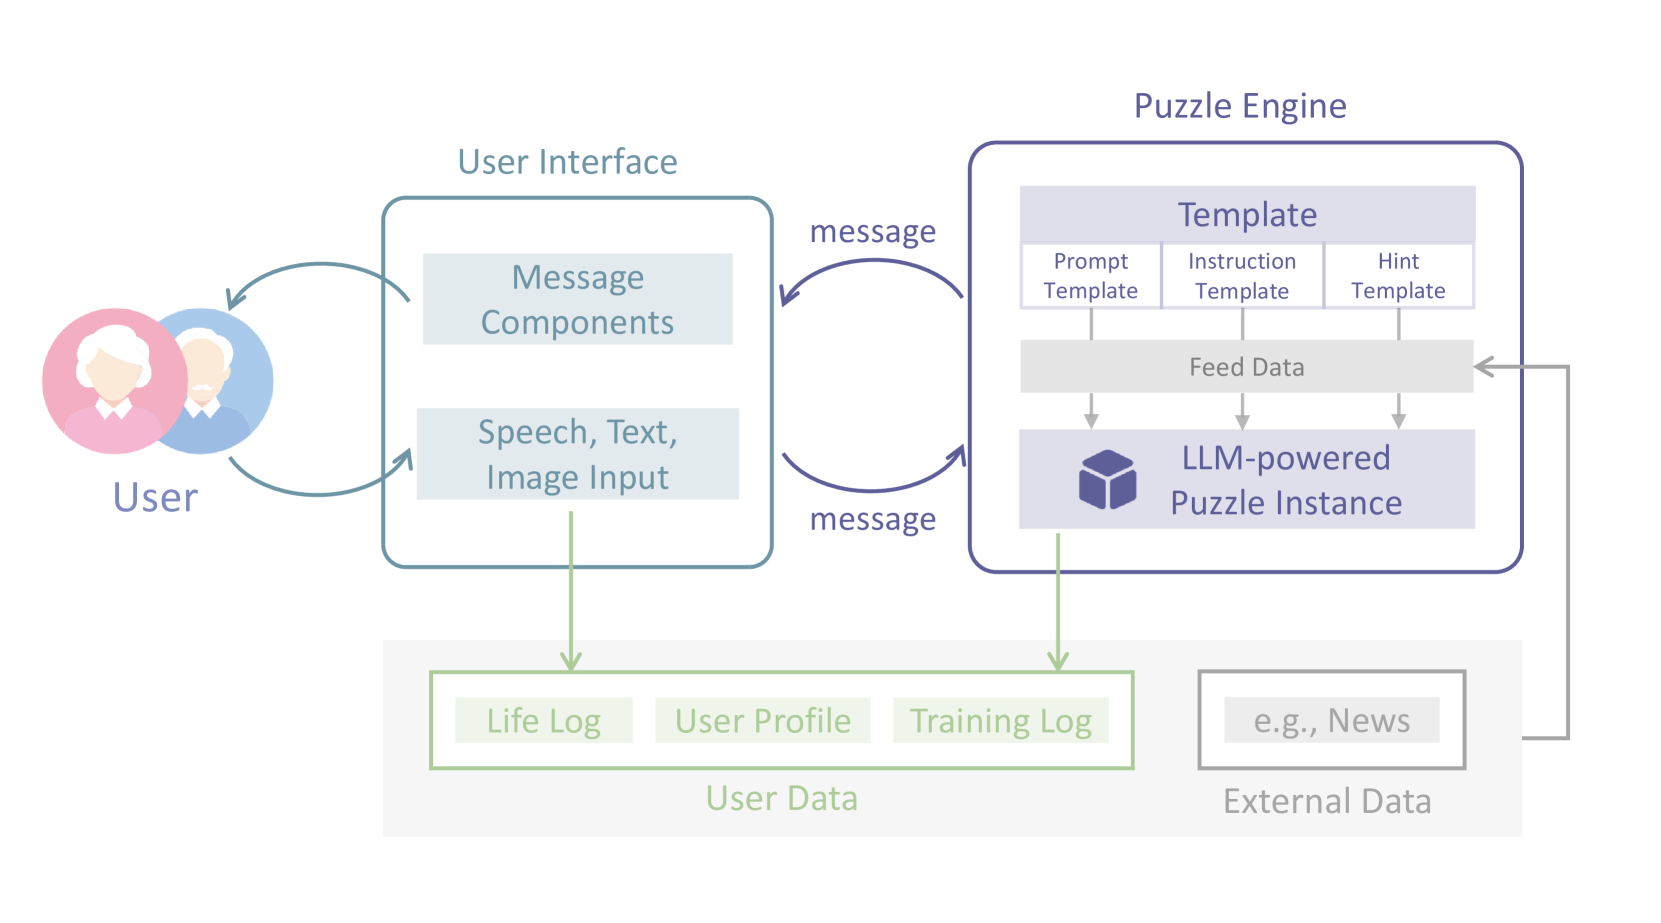 Puzzle Engine
User Interface
message
Template
Prompt
Template
Instruction
Template
Hint
Template
Message
Components
Feed Data
Speech, Text,
Image Input
LLM-powered
Puzzle Instance
User
message
Life Log
User Profile
Training Log
e.g., News
User Data
External Data